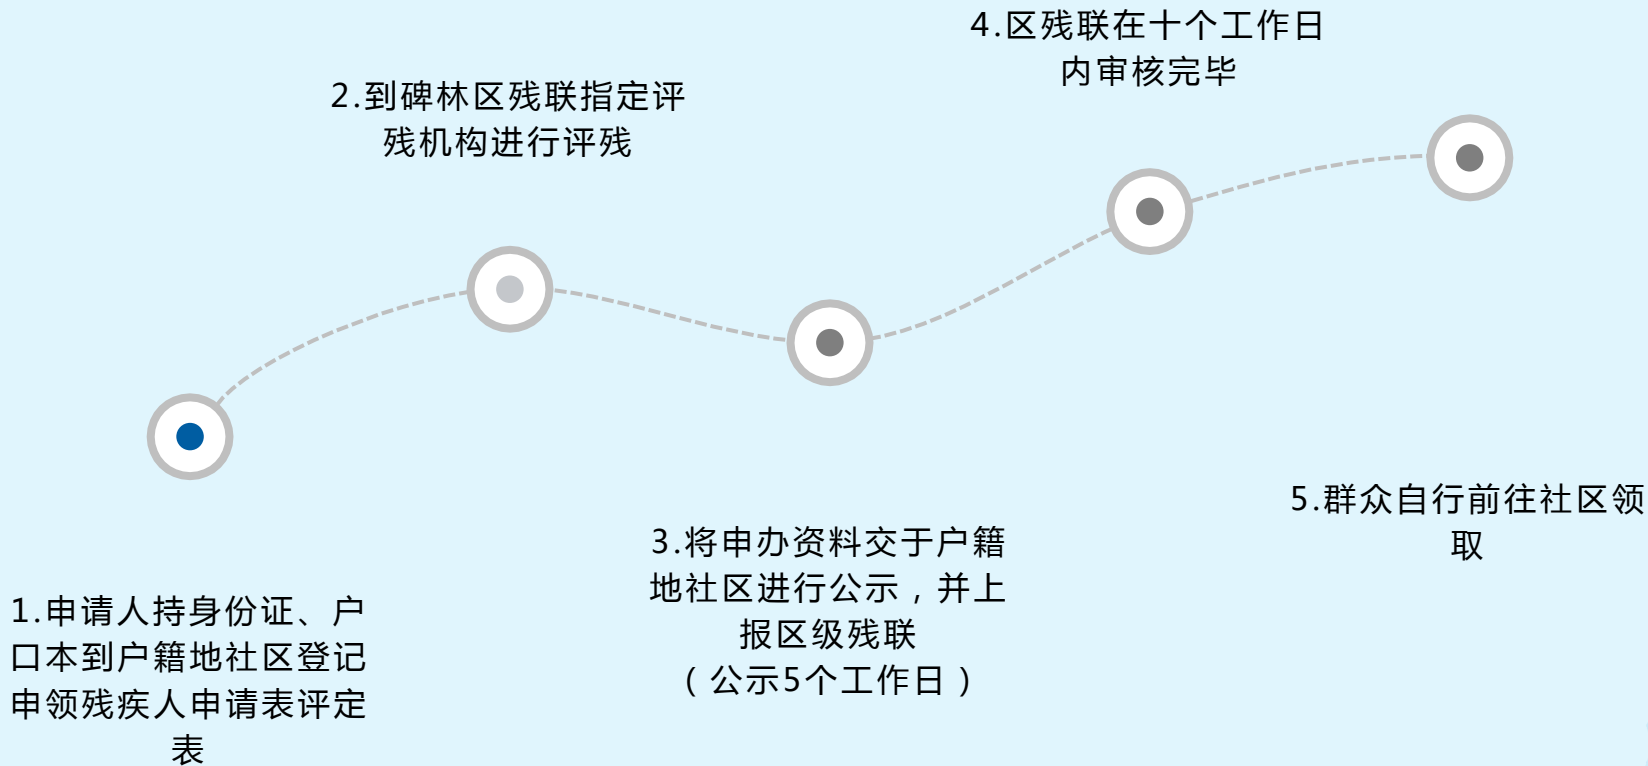 1.申请人持身份证、户
口本到户籍地社区登记
申领残疾人申请表评定
表
2.到碑林区残联指定评
残机构进行评残
3.将申办资料交于户籍
地社区进行公示，并上
报区级残联
（公示5个工作日）
4.区残联在十个工作日
内审核完毕
5.群众自行前往社区领
取